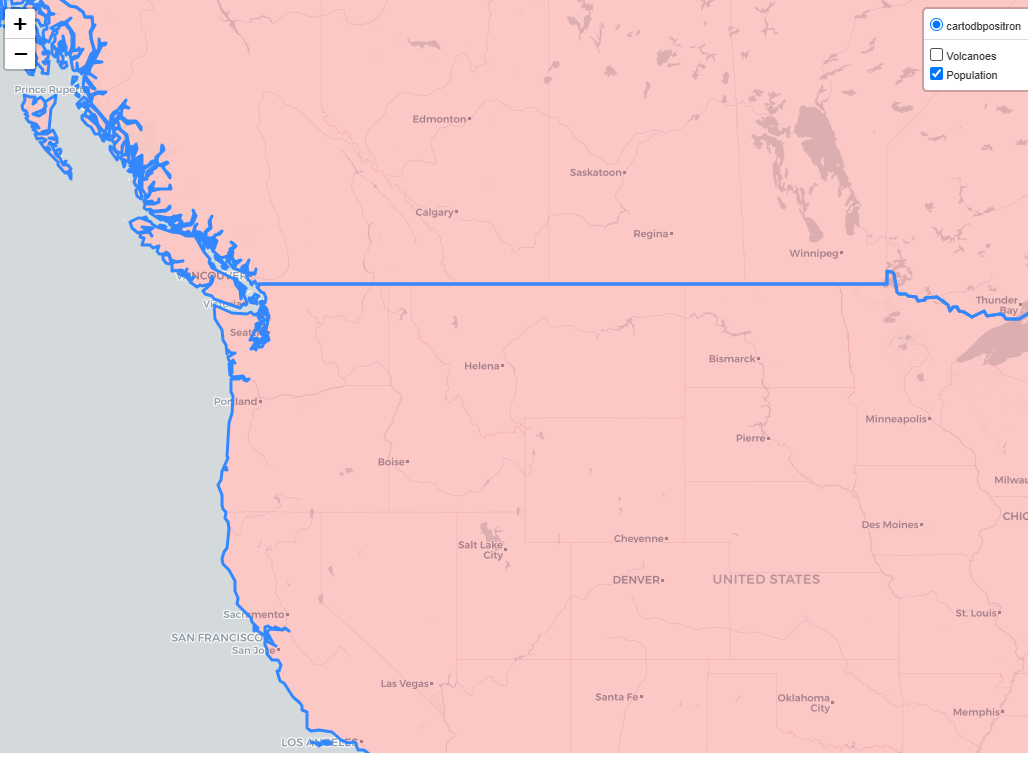 +
−
cartodbpositron
Volcanoes
Population
Prince Rupe
Edmonton
Saskatoon
Calgary
Regina
Winnipeg
VANCOUVER
Victoria
Thunder
Bay
Seat
Helena
Bismarck
Portland
Minneapolis
Pierre
Boise
Milwau
CHIC
Des Moines
Salt Lake
City
Cheyenne
DENVER
UNITED STATES
Sacramento
St. Louis
SAN FRANCISCO
San Jose
Las Vegas
Santa Fe
Oklahoma
City
Memphis
LOS ANGELES